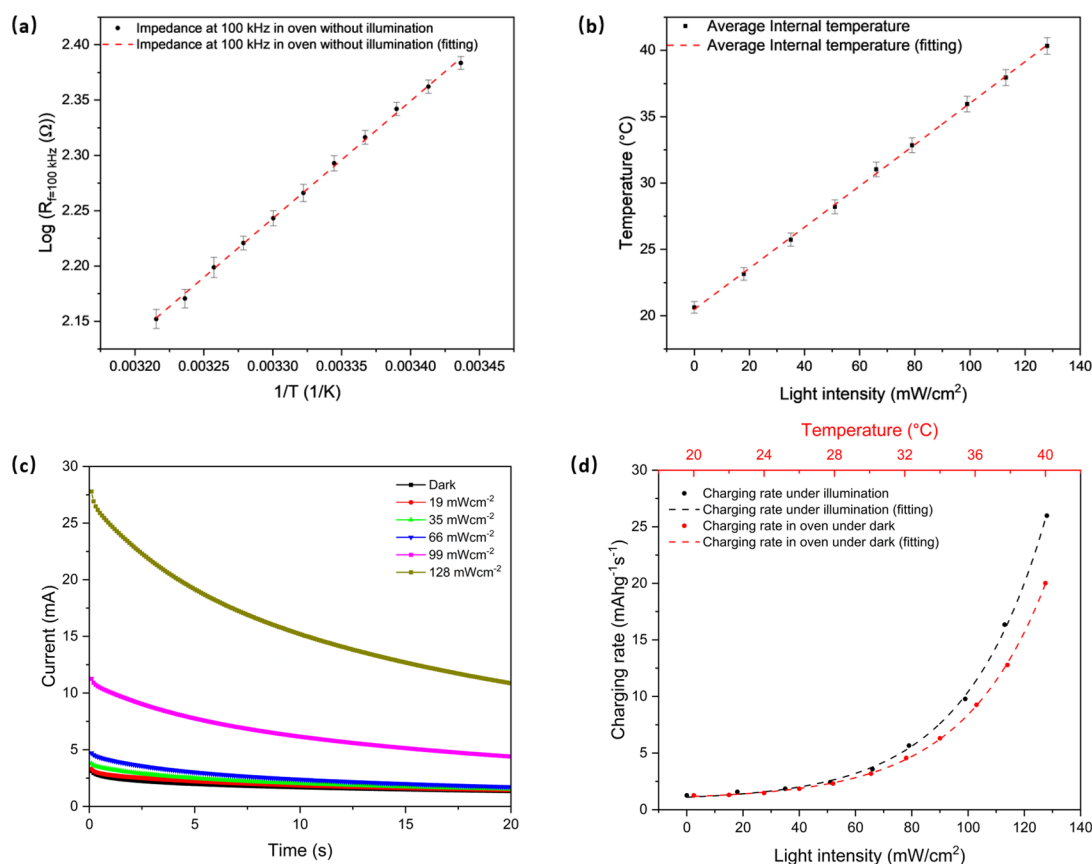 (a)
Impedance at 100 kHz in oven without illumination
Impedance at 100 kHz in oven without illumination (fitting)
2.40
2.35
2.30
2.25
2.20
2.15
Log (R_{f=100 kHz} (Ω))
0.00320 0.00325 0.00330 0.00335 0.00340 0.00345
1/T (1/K)
(b)
Average Internal temperature
Average Internal temperature (fitting)
40
35
30
25
20
Temperature (°C)
0 20 40 60 80 100 120 140
Light intensity (mW/cm²)
(c)
30
25
20
15
10
5
0
Current (mA)
Dark
19 mWcm⁻²
35 mWcm⁻²
66 mWcm⁻²
99 mWcm⁻²
128 mWcm⁻²
0 5 10 15 20
Time (s)
Temperature (°C)
(d)
20 24 28 32 36 40
30
25
20
15
10
5
0
Charging rate (mAhg⁻¹s⁻¹)
Charging rate under illumination
Charging rate under illumination (fitting)
Charging rate in oven under dark
Charging rate in oven under dark (fitting)
0 20 40 60 80 100 120 140
Light intensity (mW/cm²)